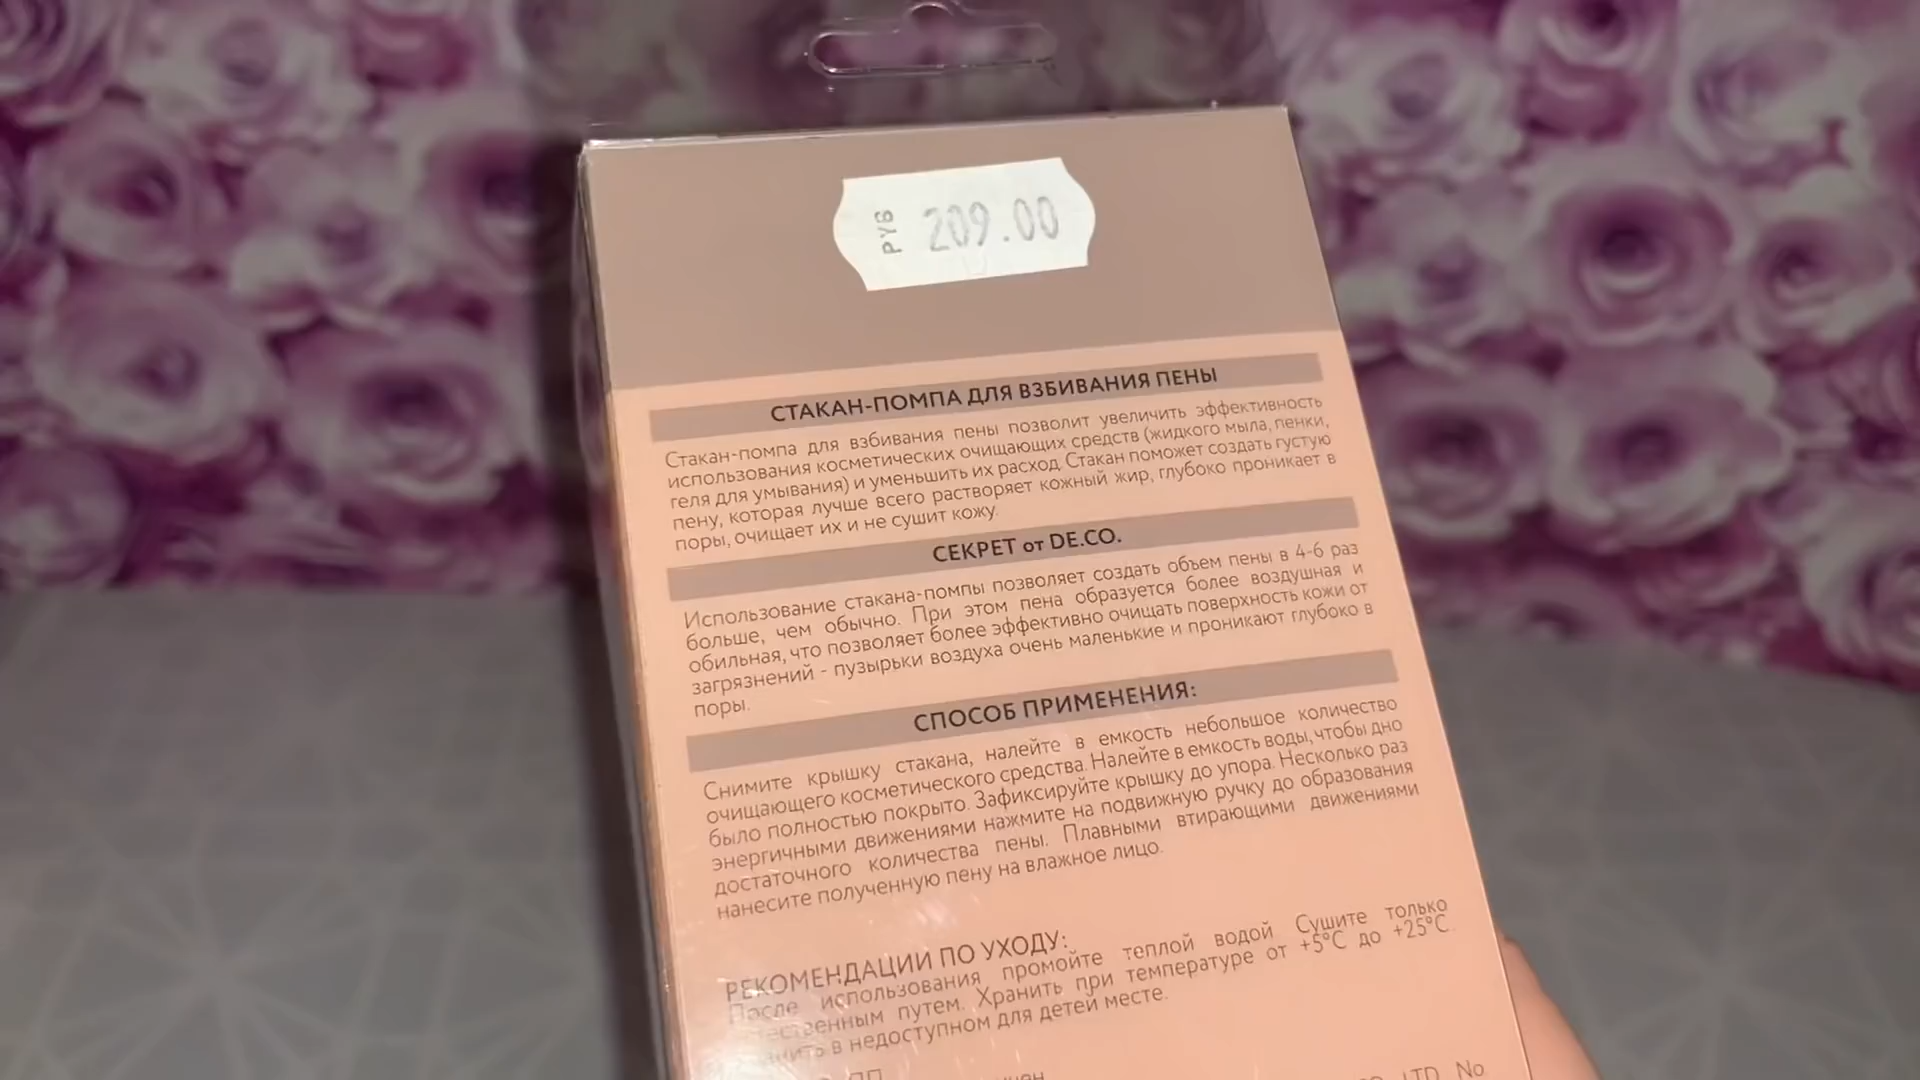 РУБ 209.00
СТАКАН-ПОМПА ДЛЯ ВЗБИВАНИЯ ПЕНЫ
Стакан-помпа для взбивания пены позволит увеличить эффективность
использования косметических очищающих средств (жидкого мыла, пенки,
геля для умывания) и уменьшить их расход. Стакан поможет создать густую
пену, которая лучше всего растворяет кожный жир, глубоко проникает в
поры, очищает их и не сушит кожу.
СЕКРЕТ от DE.CO.
Использование стакана-помпы позволяет создать объем пены в 4-6 раз
больше, чем обычно. При этом пена образуется более воздушная и
обильная, что позволяет более эффективно очищать поверхность кожи от
загрязнений - пузырьки воздуха очень маленькие и проникают глубоко в
поры.
СПОСОБ ПРИМЕНЕНИЯ:
Снимите крышку стакана, налейте в емкость небольшое количество
очищающего косметического средства. Налейте в емкость воды, чтобы дно
было полностью покрыто. Зафиксируйте крышку до упора. Несколько раз
энергичными движениями нажмите на подвижную ручку до образования
достаточного количества пены. Плавными втирающими движениями
нанесите полученную пену на влажное лицо.
РЕКОМЕНДАЦИИ ПО УХОДУ:
После использования промойте теплой водой. Сушите только
естественным путем. Хранить при температуре от +5°C до +25°C.
Хранить в недоступном для детей месте.
LTD. No